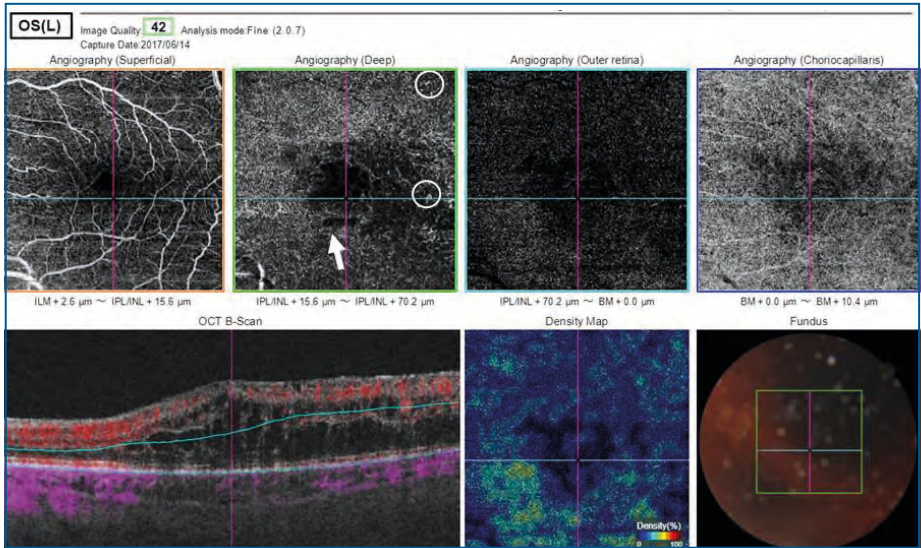 OS(L)
Image Quality: 42 Analysis mode:Fine (2.0.7)
Capture Date:2017/06/14
Angiography (Superficial)
Angiography (Deep)
Angiography (Outer retina)
Angiography (Choriocapillaris)
ILM + 2.6 μm ～ IPL/INL + 15.6 μm
IPL/INL + 15.6 μm ～ IPL/INL + 70.2 μm
IPL/INL + 70.2 μm ～ BM + 0.0 μm
BM + 0.0 μm ～ BM + 10.4 μm
OCT B-Scan
Density Map
Fundus
Density(%)
0 100